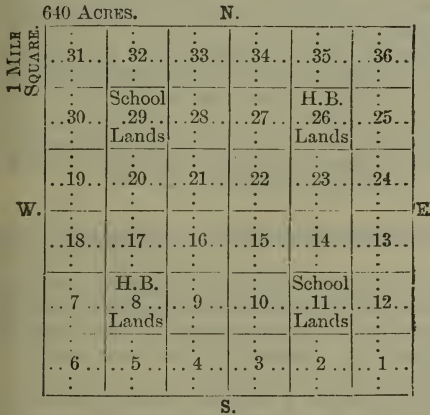 640 ACRES. N.
1 MILE SQUARE.
..31.. ..32... ..33... ..34.. ..35... ..36..
School H.B.
..30.. .29.. ..28... 27.. ..26.. 25...
Lands Lands
..19... ..20... ..21... ..22 ..23... ..24..
W. E
..18... ..17... ..16... ..15... 14... ..13...
H.B. School
..7... 8 ..9... ..10... .11.. ..12..
Lands Lands
..6.. ..5.. ..4.. ..3.. ..2.. ..1..
S.